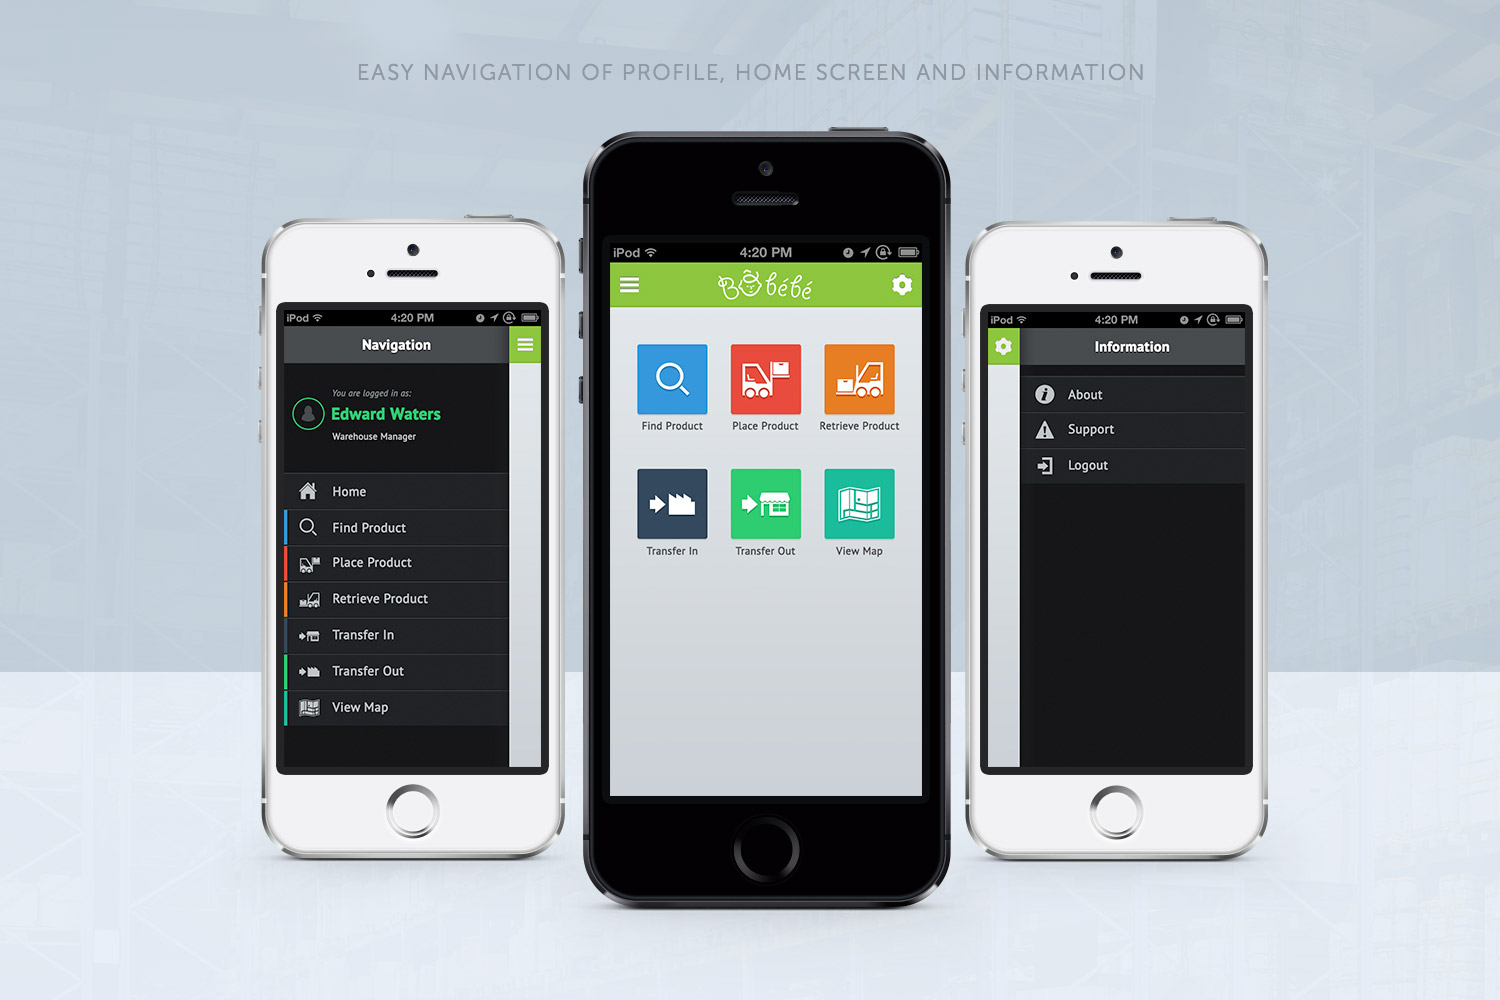 EASY NAVIGATION OF PROFILE, HOME SCREEN AND INFORMATION
iPod 4:20 PM
Navigation
You are logged in as:
Edward Waters
Warehouse Manager
Home
Find Product
Place Product
Retrieve Product
Transfer In
Transfer Out
View Map
iPod 4:20 PM
Bō bébé
Find Product Place Product Retrieve Product
Transfer In Transfer Out View Map
iPod 4:20 PM
Information
About
Support
Logout